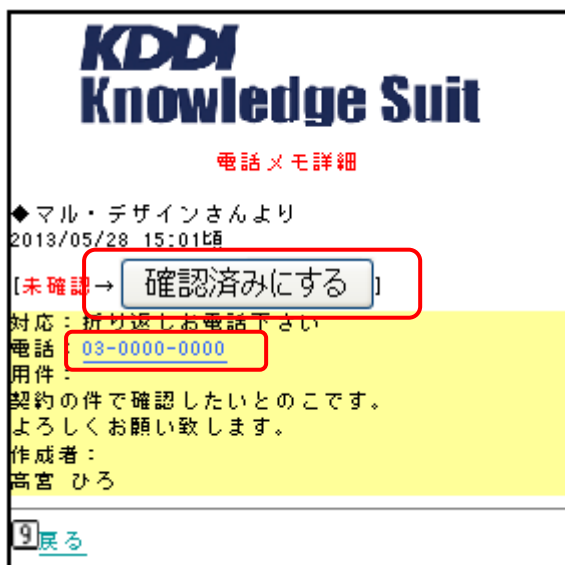 KDDI
Knowledge Suit
電話メモ詳細
◆マル・デザインさんより
2013/05/28 15:01頃
[未確認→ 確認済みにする ]
対応：折り返しお電話下さい
電話：03-0000-0000
用件：
契約の件で確認したいとのこです。
よろしくお願い致します。
作成者：
高宮 ひろ
9戻る